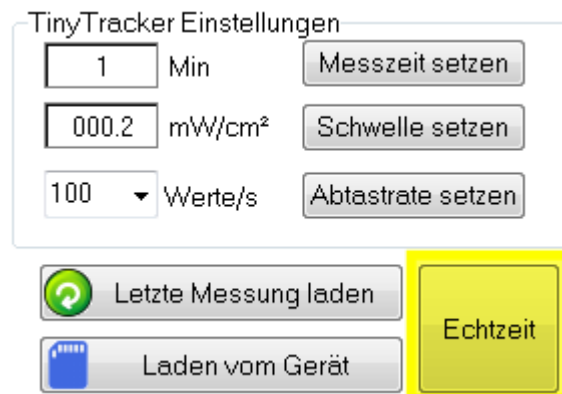 TinyTracker Einstellungen
1 Min Messzeit setzen
000.2 mW/cm² Schwelle setzen
100 Werte/s Abtastrate setzen
Letzte Messung laden
Echtzeit
Laden vom Gerät